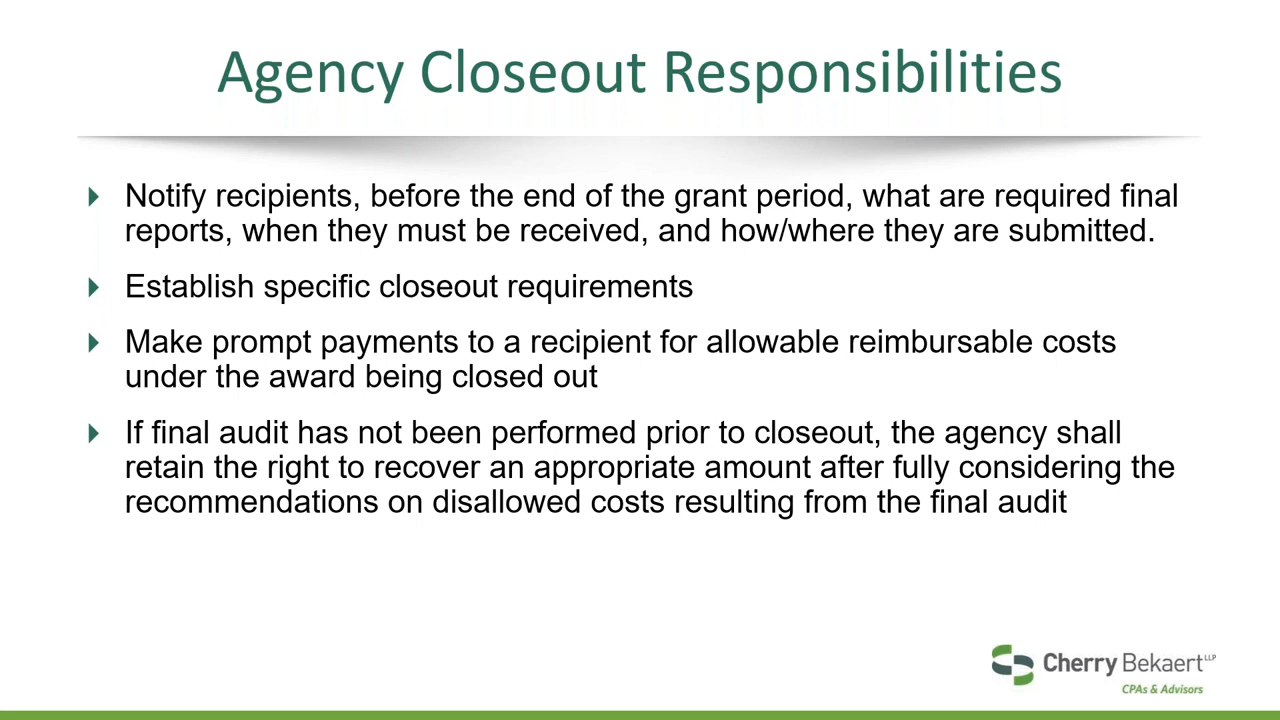 Agency Closeout Responsibilities
Notify recipients, before the end of the grant period, what are required final
reports, when they must be received, and how/where they are submitted.
Establish specific closeout requirements
Make prompt payments to a recipient for allowable reimbursable costs
under the award being closed out
If final audit has not been performed prior to closeout, the agency shall
retain the right to recover an appropriate amount after fully considering the
recommendations on disallowed costs resulting from the final audit
Cherry Bekaert LLP
CPAs & Advisors